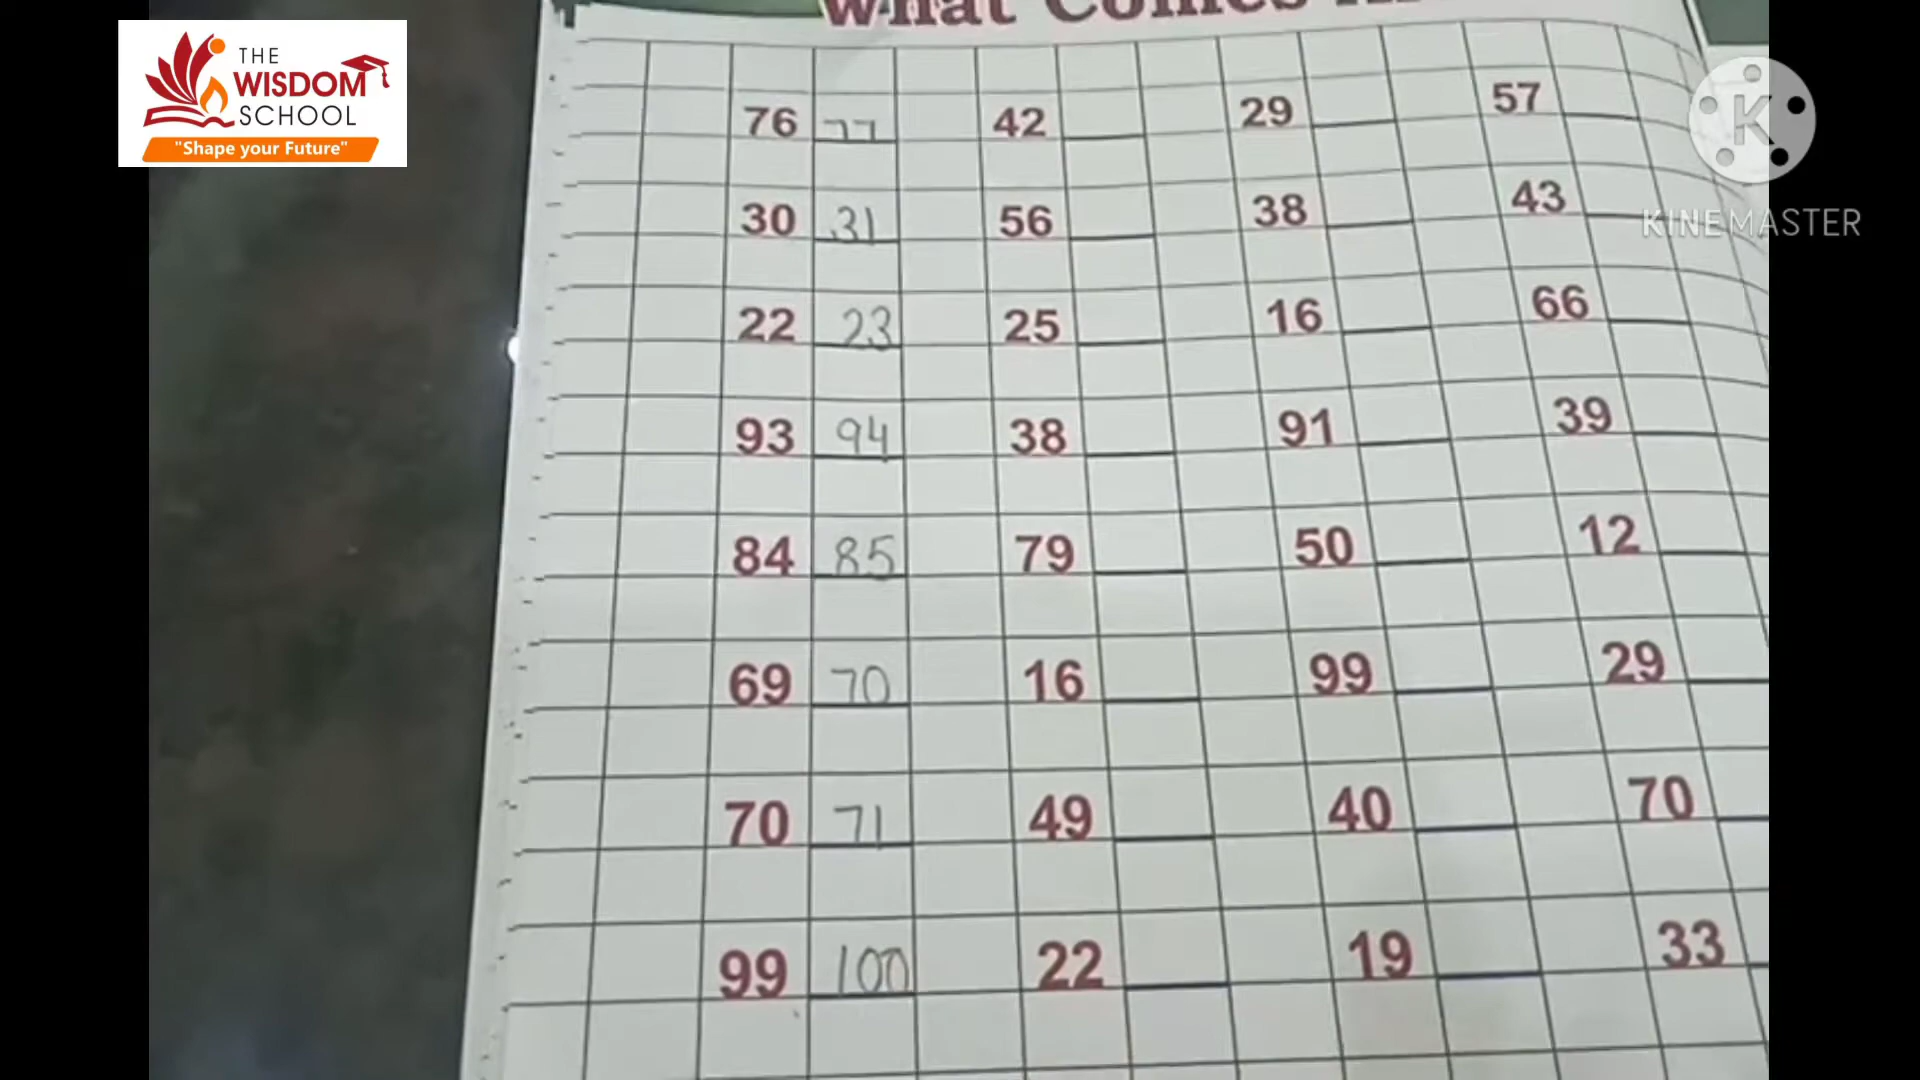 THE
WISDOM
SCHOOL
"Shape your Future"
What Comes
76 77 42 29 57
30 31 56 38 43
22 23 25 16 66
93 94 38 91 39
84 85 79 50 12
69 70 16 99 29
70 71 49 40 70
99 100 22 19 33
K
KINEMASTER